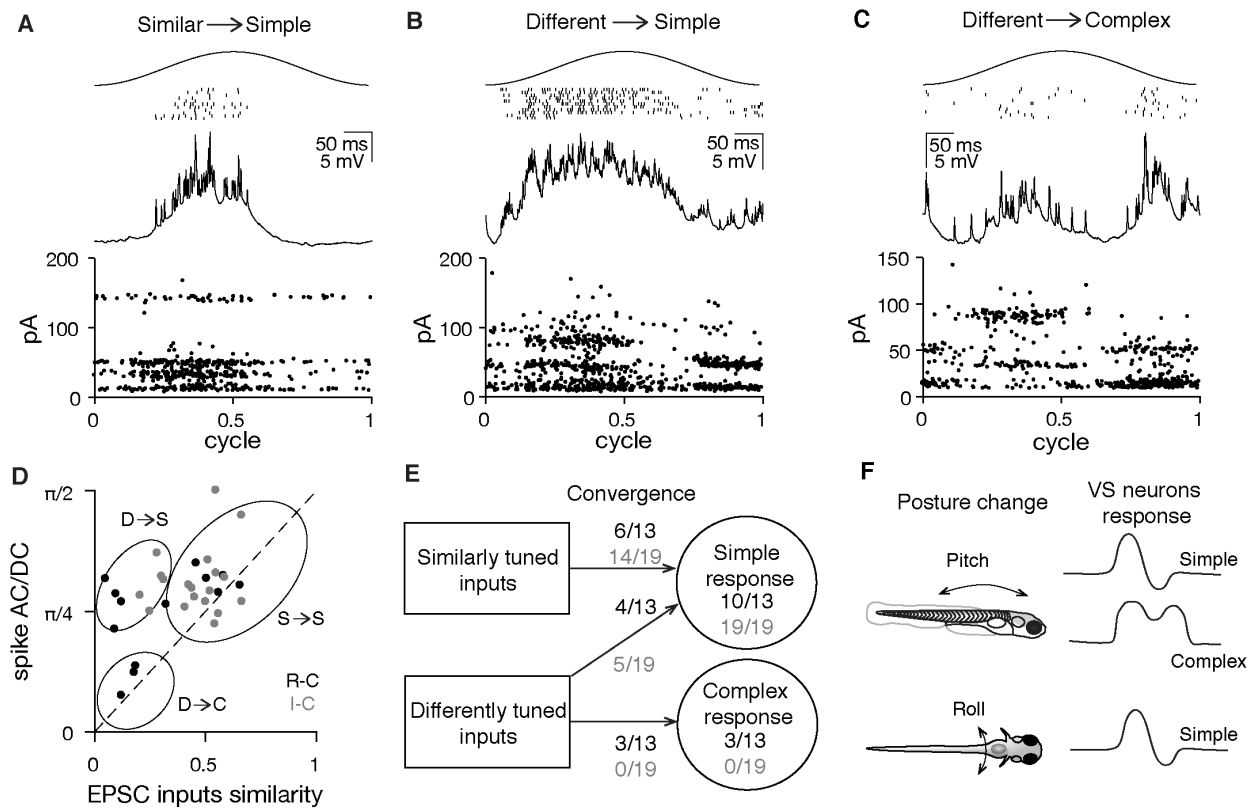 A
Similar → Simple
50 ms
5 mV
200
100
0
pA
0
0.5
1
cycle
B
Different → Simple
50 ms
5 mV
200
100
0
pA
0
0.5
1
cycle
C
Different → Complex
50 ms
5 mV
150
100
50
0
pA
0
0.5
1
cycle
D
π/2
π/4
0
spike AC/DC
D→S
S→S
D→C
R-C
I-C
0
0.5
1
EPSC inputs similarity
E
Convergence
Similarly tuned
inputs
6/13
14/19
Simple
response
10/13
19/19
4/13
5/19
Differently tuned
inputs
3/13
0/19
Complex
response
3/13
0/19
F
Posture change
VS neurons
response
Pitch
Simple
Complex
Roll
Simple